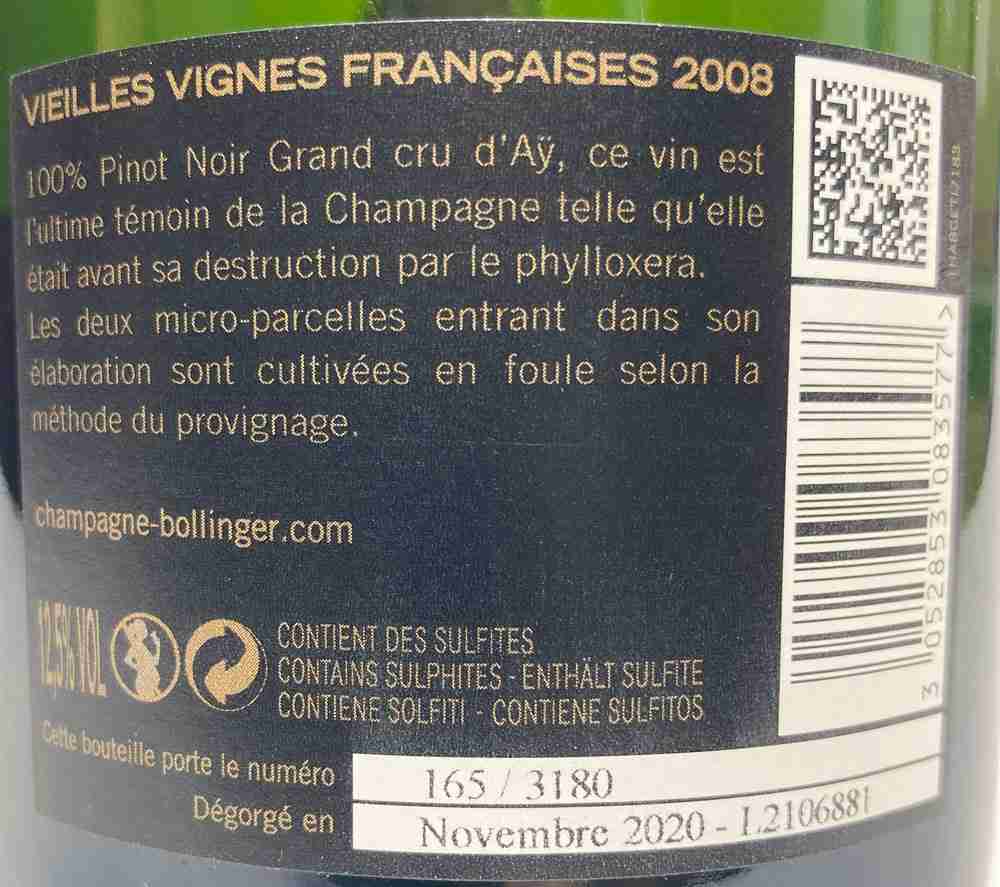 VIEILLES VIGNES FRANÇAISES 2008
100% Pinot Noir Grand cru d'Aÿ, ce vin est
l'ultime témoin de la Champagne telle qu'elle
était avant sa destruction par le phylloxera.
Les deux micro-parcelles entrant dans son
élaboration sont cultivées en foule selon la
méthode du provignage.
champagne-bollinger.com
12,5% VOL
CONTIENT DES SULFITES
CONTAINS SULPHITES - ENTHÄLT SULFITE
CONTIENE SOLFITI - CONTIENE SULFITOS
Cette bouteille porte le numéro 165 / 3180
Dégorgé en Novembre 2020 - L2106881
3 052853 083577 >